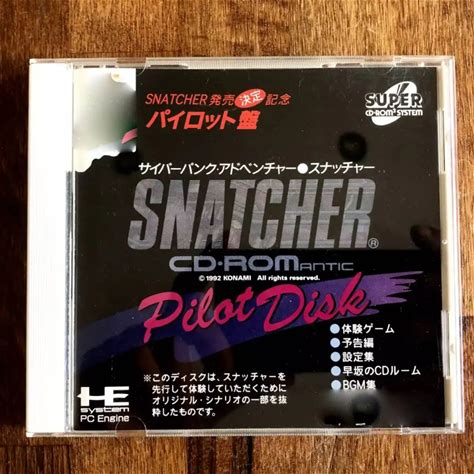 SNATCHER 発売決定記念
パイロット盤
SUPER
CD-ROM² SYSTEM
サイバーパンク・アドベンチャー●スナッチャー
SNATCHER®
CD・ROMANTIC
©1992 KONAMI All rights reserved.
Pilot Disk
●体験ゲーム
●予告編
●設定集
●早坂のCDルーム
●BGM集
※このディスクは、スナッチャーを
先行して体験していただくために
オリジナル・シナリオの一部を抜
粋したものです。
HE
system
PC Engine